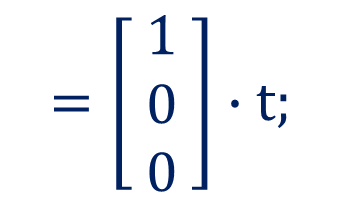 = [1 0 0] · t;